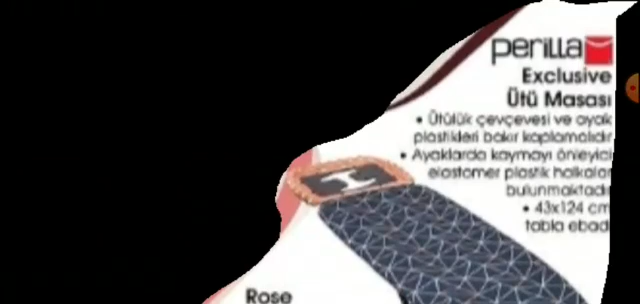 perilla
Exclusive
Ütü Masası
• Ütülük çevçevesi ve ayak
plastikleri bakır kaplamalıdır
• Ayaklarda kaymayı önleyici
elastomer plastik halkalar
bulunmaktadır
• 43x124 cm
tabla ebadı
Rose